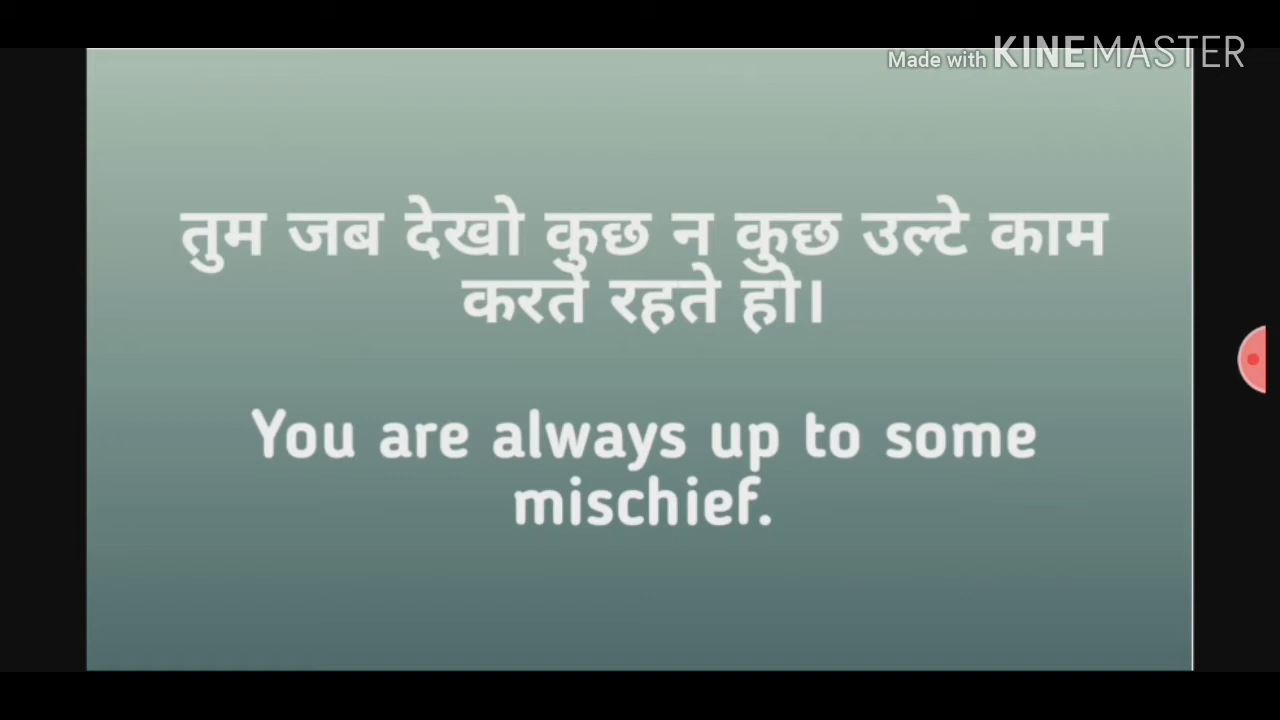 Made with KINEMASTER
तुम जब देखो कुछ न कुछ उल्टे काम
करते रहते हो।
You are always up to some
mischief.